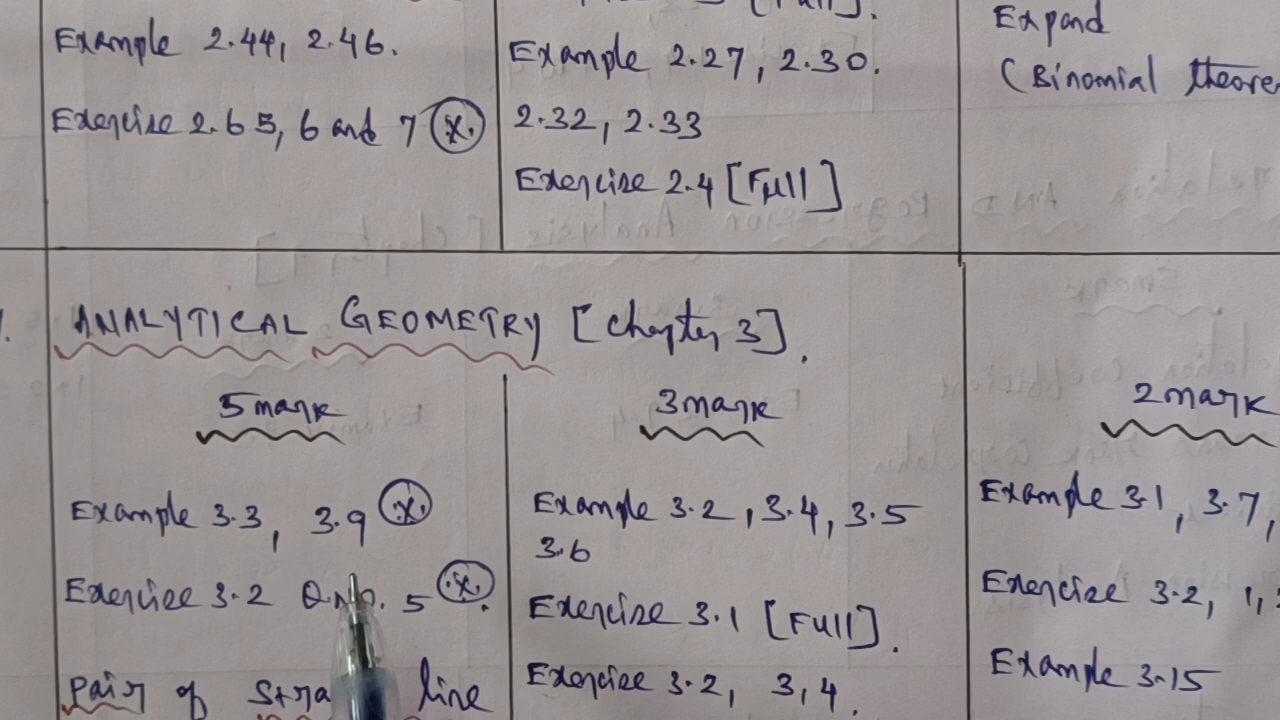 [Full].
Example 2.44, 2.46.
Exercise 2.6 5, 6 and 7 (x)
Example 2.27, 2.30.
2.32, 2.33
Exercise 2.4 [Full]
Expand
(Binomial
ANALYTICAL GEOMETRY [Chapter 3].
5 mark
Example 3.3, 3.9 (x)
Exercise 3.2 Q.No. 5 (x).
Pair of line
3 mark
Example 3.2, 3.4, 3.5
3.6
Exercise 3.1 [Full].
Exercise 3.2, 3, 4.
2 mark
Example 3.1, 3.7,
Exercise 3.2, 1,
Example 3.15